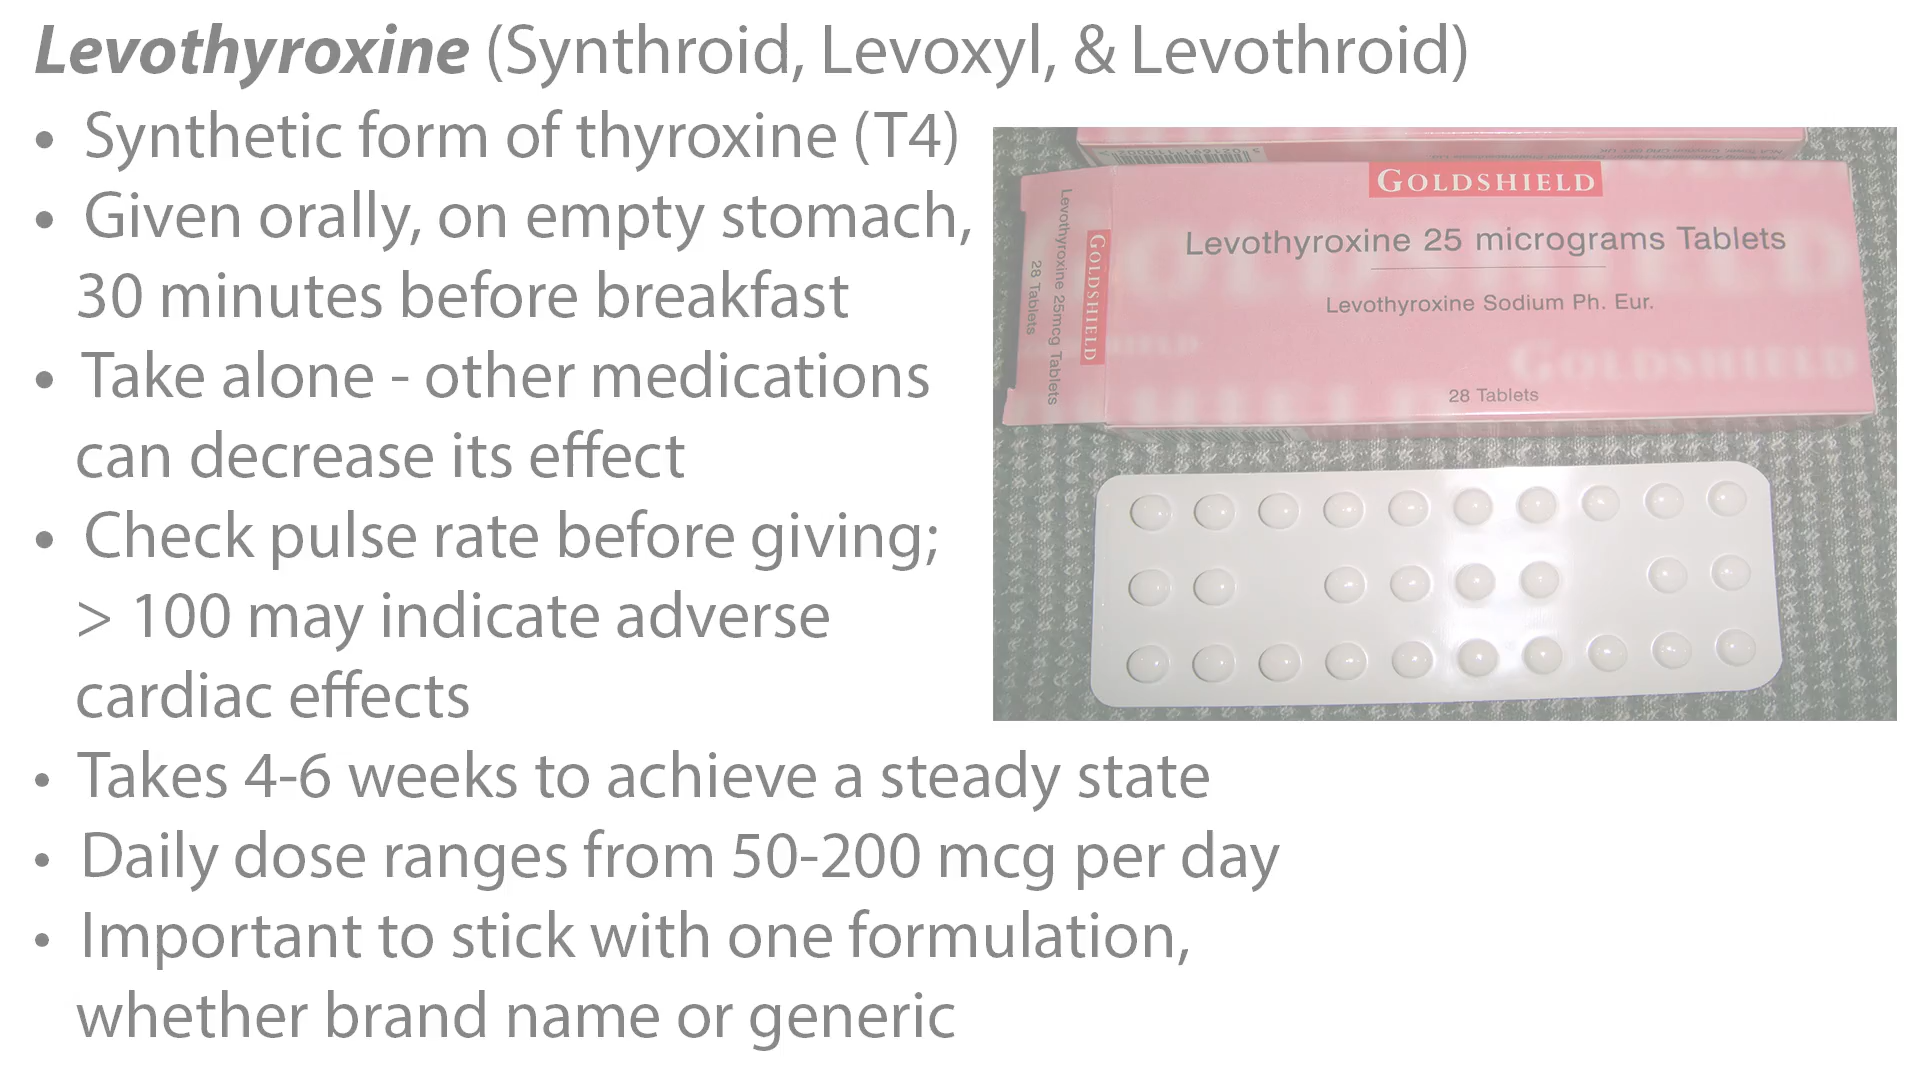 Levothyroxine (Synthroid, Levoxyl, & Levothroid)
• Synthetic form of thyroxine (T4)
• Given orally, on empty stomach,
30 minutes before breakfast
• Take alone - other medications
can decrease its effect
• Check pulse rate before giving;
> 100 may indicate adverse
cardiac effects
• Takes 4-6 weeks to achieve a steady state
• Daily dose ranges from 50-200 mcg per day
• Important to stick with one formulation,
whether brand name or generic
GOLDSHIELD
Levothyroxine 25 micrograms Tablets
Levothyroxine Sodium Ph. Eur.
GOLDSHIELD
28 Tablets
GOLDSHIELD
Levothyroxine 25mcg Tablets
28 Tablets